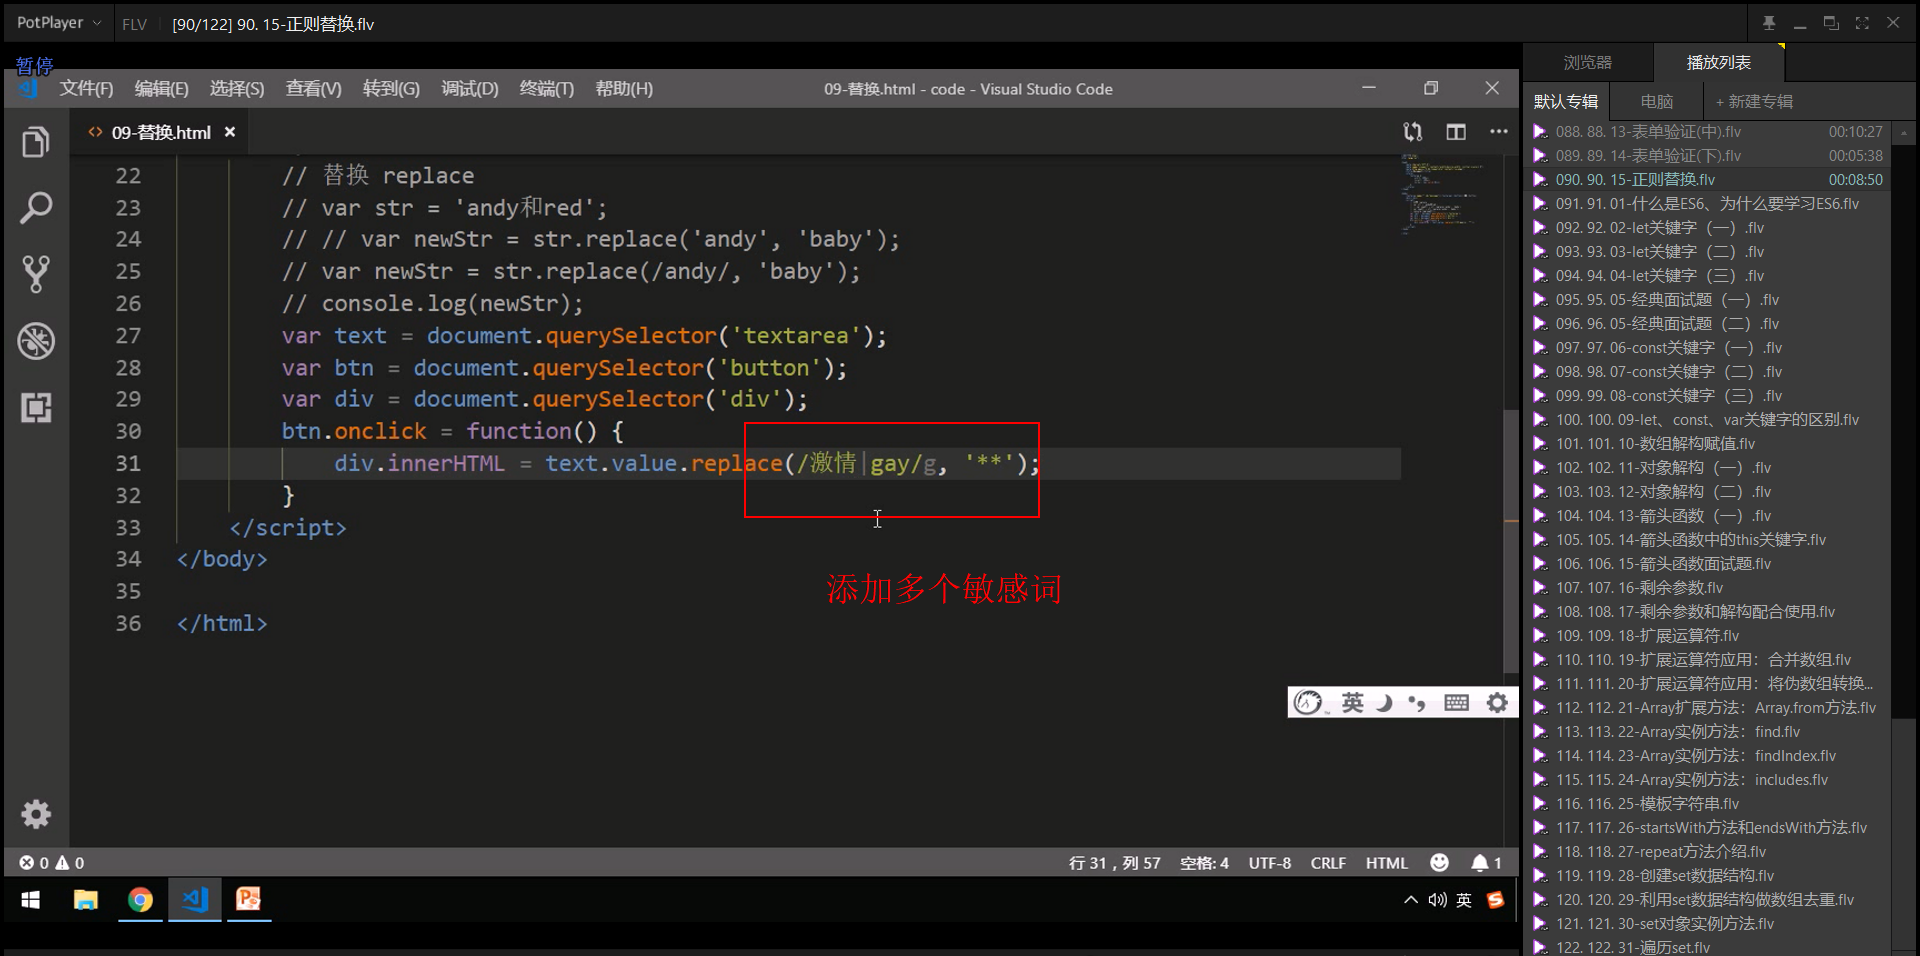 PotPlayer FLV [90/122] 90. 15-正则替换.flv
暂停
文件(F) 编辑(E) 选择(S) 查看(V) 转到(G) 调试(D) 终端(T) 帮助(H) 09-替换.html - code - Visual Studio Code
<> 09-替换.html ×
22 // 替换 replace
23 // var str = 'andy和red';
24 // // var newStr = str.replace('andy', 'baby');
25 // var newStr = str.replace(/andy/, 'baby');
26 // console.log(newStr);
27 var text = document.querySelector('textarea');
28 var btn = document.querySelector('button');
29 var div = document.querySelector('div');
30 btn.onclick = function() {
31 div.innerHTML = text.value.replace(/激情|gay/g, '**');
32 }
33 </script>
34 </body>
35
36 </html>
添加多个敏感词
英
0 0 行 31，列 57 空格: 4 UTF-8 CRLF HTML 1
英
浏览器 播放列表
默认专辑 电脑 + 新建专辑
088. 88. 13-表单验证(中).flv 00:10:27
089. 89. 14-表单验证(下).flv 00:05:38
090. 90. 15-正则替换.flv 00:08:50
091. 91. 01-什么是ES6、为什么要学习ES6.flv
092. 92. 02-let关键字（一）.flv
093. 93. 03-let关键字（二）.flv
094. 94. 04-let关键字（三）.flv
095. 95. 05-经典面试题（一）.flv
096. 96. 05-经典面试题（二）.flv
097. 97. 06-const关键字（一）.flv
098. 98. 07-const关键字（二）.flv
099. 99. 08-const关键字（三）.flv
100. 100. 09-let、const、var关键字的区别.flv
101. 101. 10-数组解构赋值.flv
102. 102. 11-对象解构（一）.flv
103. 103. 12-对象解构（二）.flv
104. 104. 13-箭头函数（一）.flv
105. 105. 14-箭头函数中的this关键字.flv
106. 106. 15-箭头函数面试题.flv
107. 107. 16-剩余参数.flv
108. 108. 17-剩余参数和解构配合使用.flv
109. 109. 18-扩展运算符.flv
110. 110. 19-扩展运算符应用：合并数组.flv
111. 111. 20-扩展运算符应用：将伪数组转换...
112. 112. 21-Array扩展方法：Array.from方法.flv
113. 113. 22-Array实例方法：find.flv
114. 114. 23-Array实例方法：findIndex.flv
115. 115. 24-Array实例方法：includes.flv
116. 116. 25-模板字符串.flv
117. 117. 26-startsWith方法和endsWith方法.flv
118. 118. 27-repeat方法介绍.flv
119. 119. 28-创建set数据结构.flv
120. 120. 29-利用set数据结构做数组去重.flv
121. 121. 30-set对象实例方法.flv
122. 122. 31-遍历set.flv